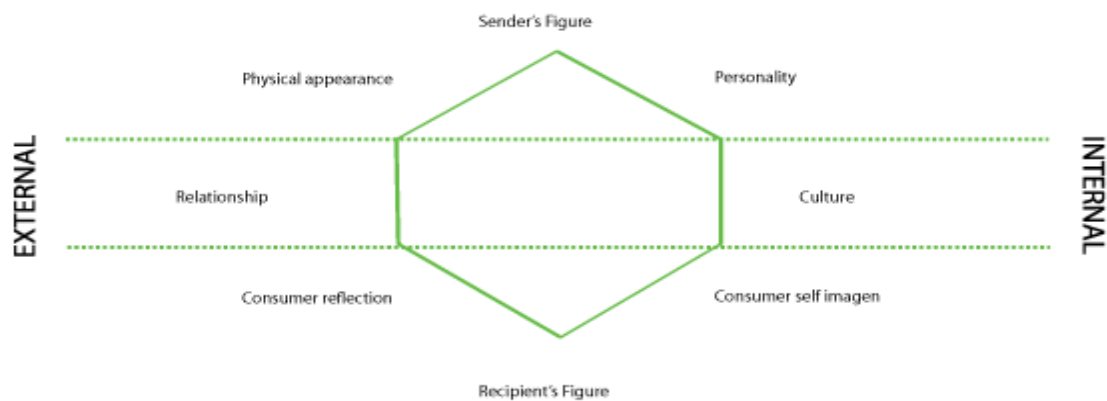 Sender's Figure
Physical appearance
Personality
EXTERNAL
INTERNAL
Relationship
Culture
Consumer reflection
Consumer self imagen
Recipient's Figure